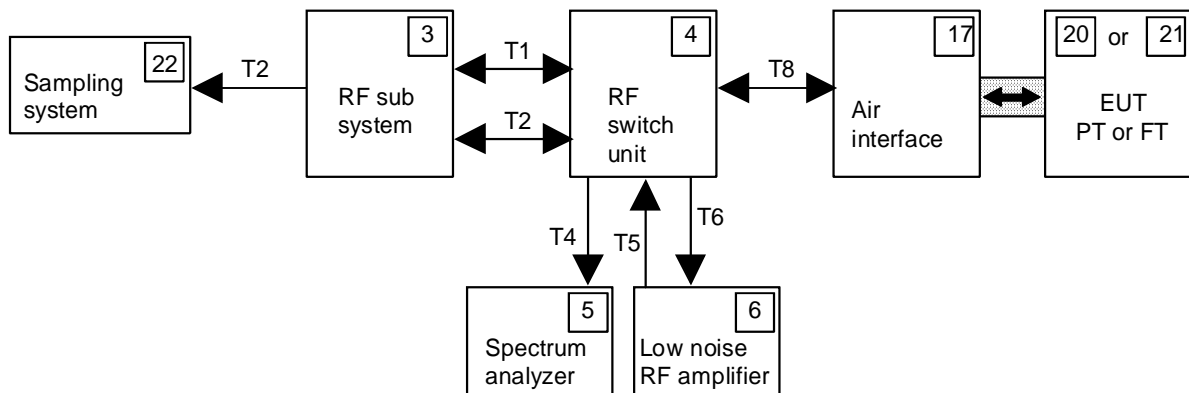 22
Sampling
system
T2
3
RF sub
system
T1
T2
4
RF
switch
unit
T8
17
Air
interface
20 or 21
EUT
PT or FT
T4
T5
T6
5
Spectrum
analyzer
6
Low noise
RF amplifier